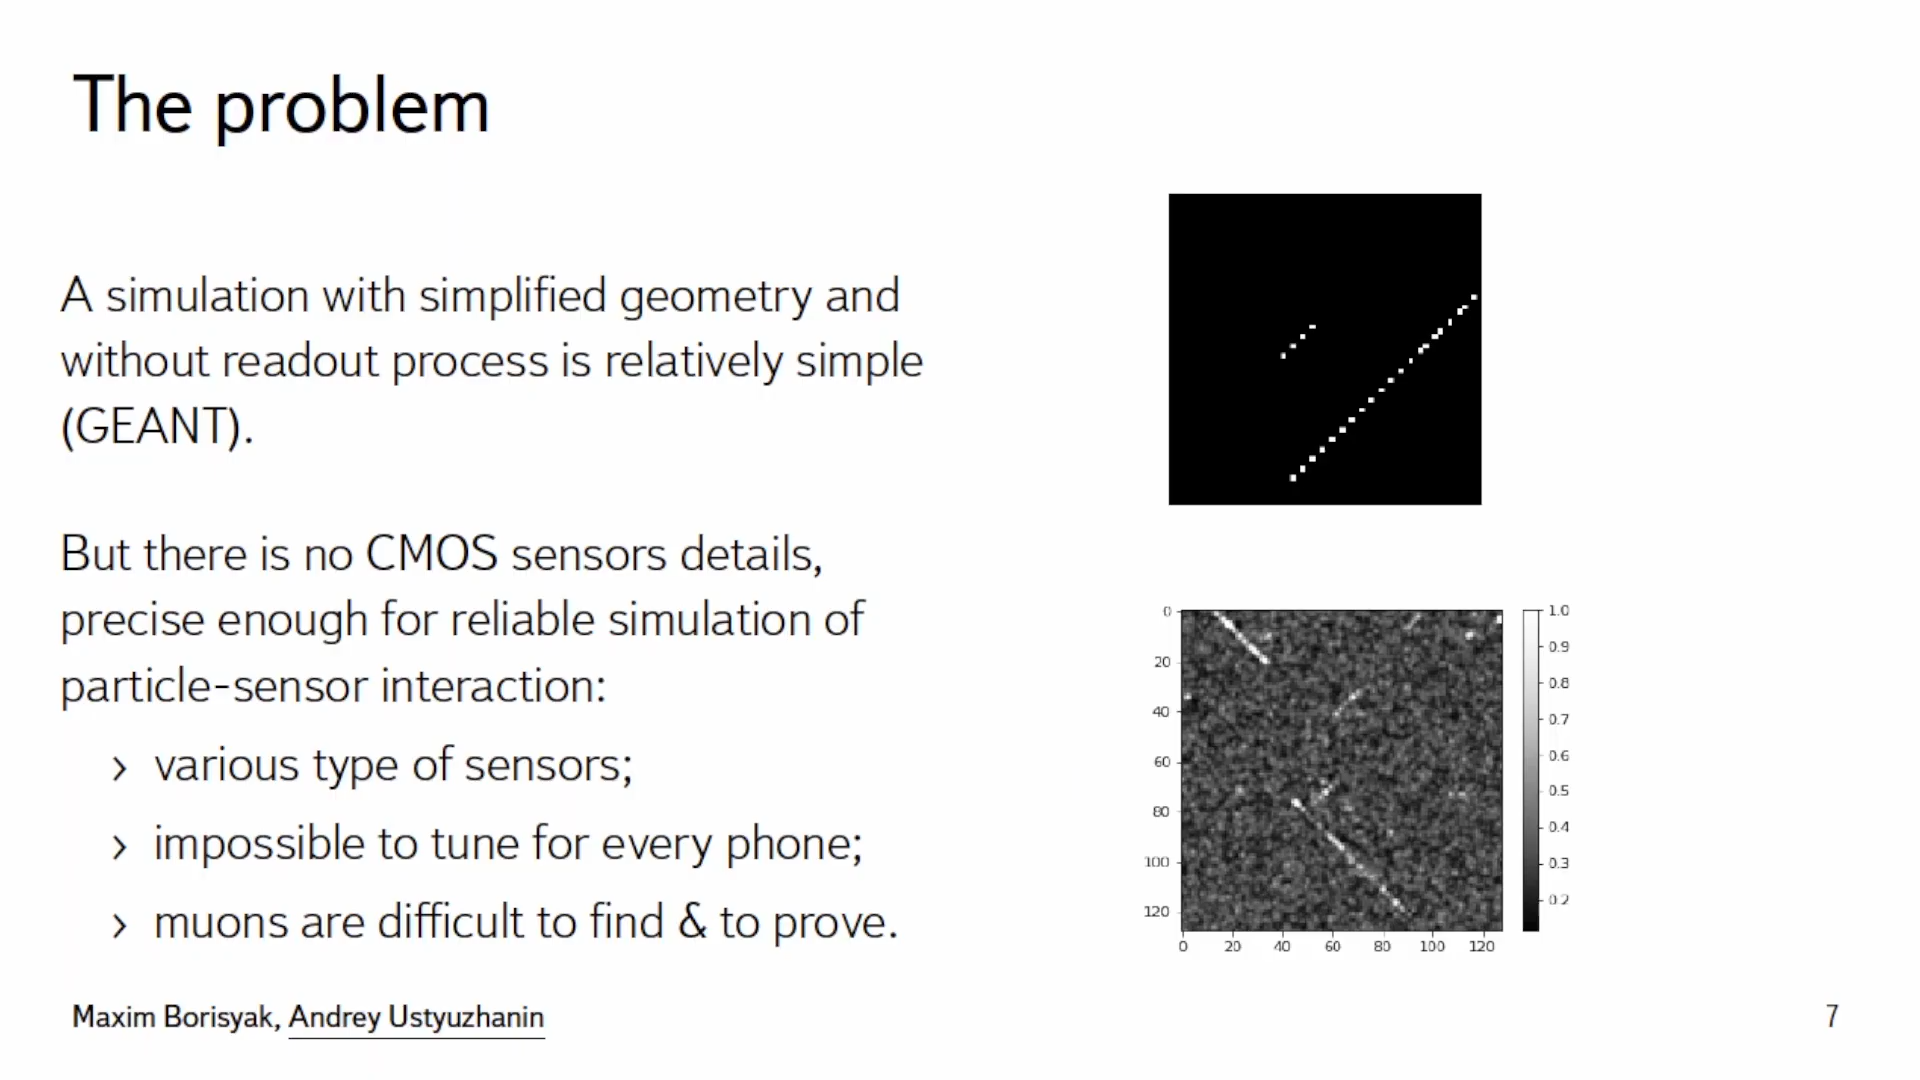 The problem
A simulation with simplified geometry and
without readout process is relatively simple
(GEANT).
But there is no CMOS sensors details,
precise enough for reliable simulation of
particle-sensor interaction:
› various type of sensors;
› impossible to tune for every phone;
› muons are difficult to find & to prove.
0
20
40
60
80
100
120
0 20 40 60 80 100 120
1.0
0.9
0.8
0.7
0.6
0.5
0.4
0.3
0.2
Maxim Borisyak, Andrey Ustyuzhanin
7